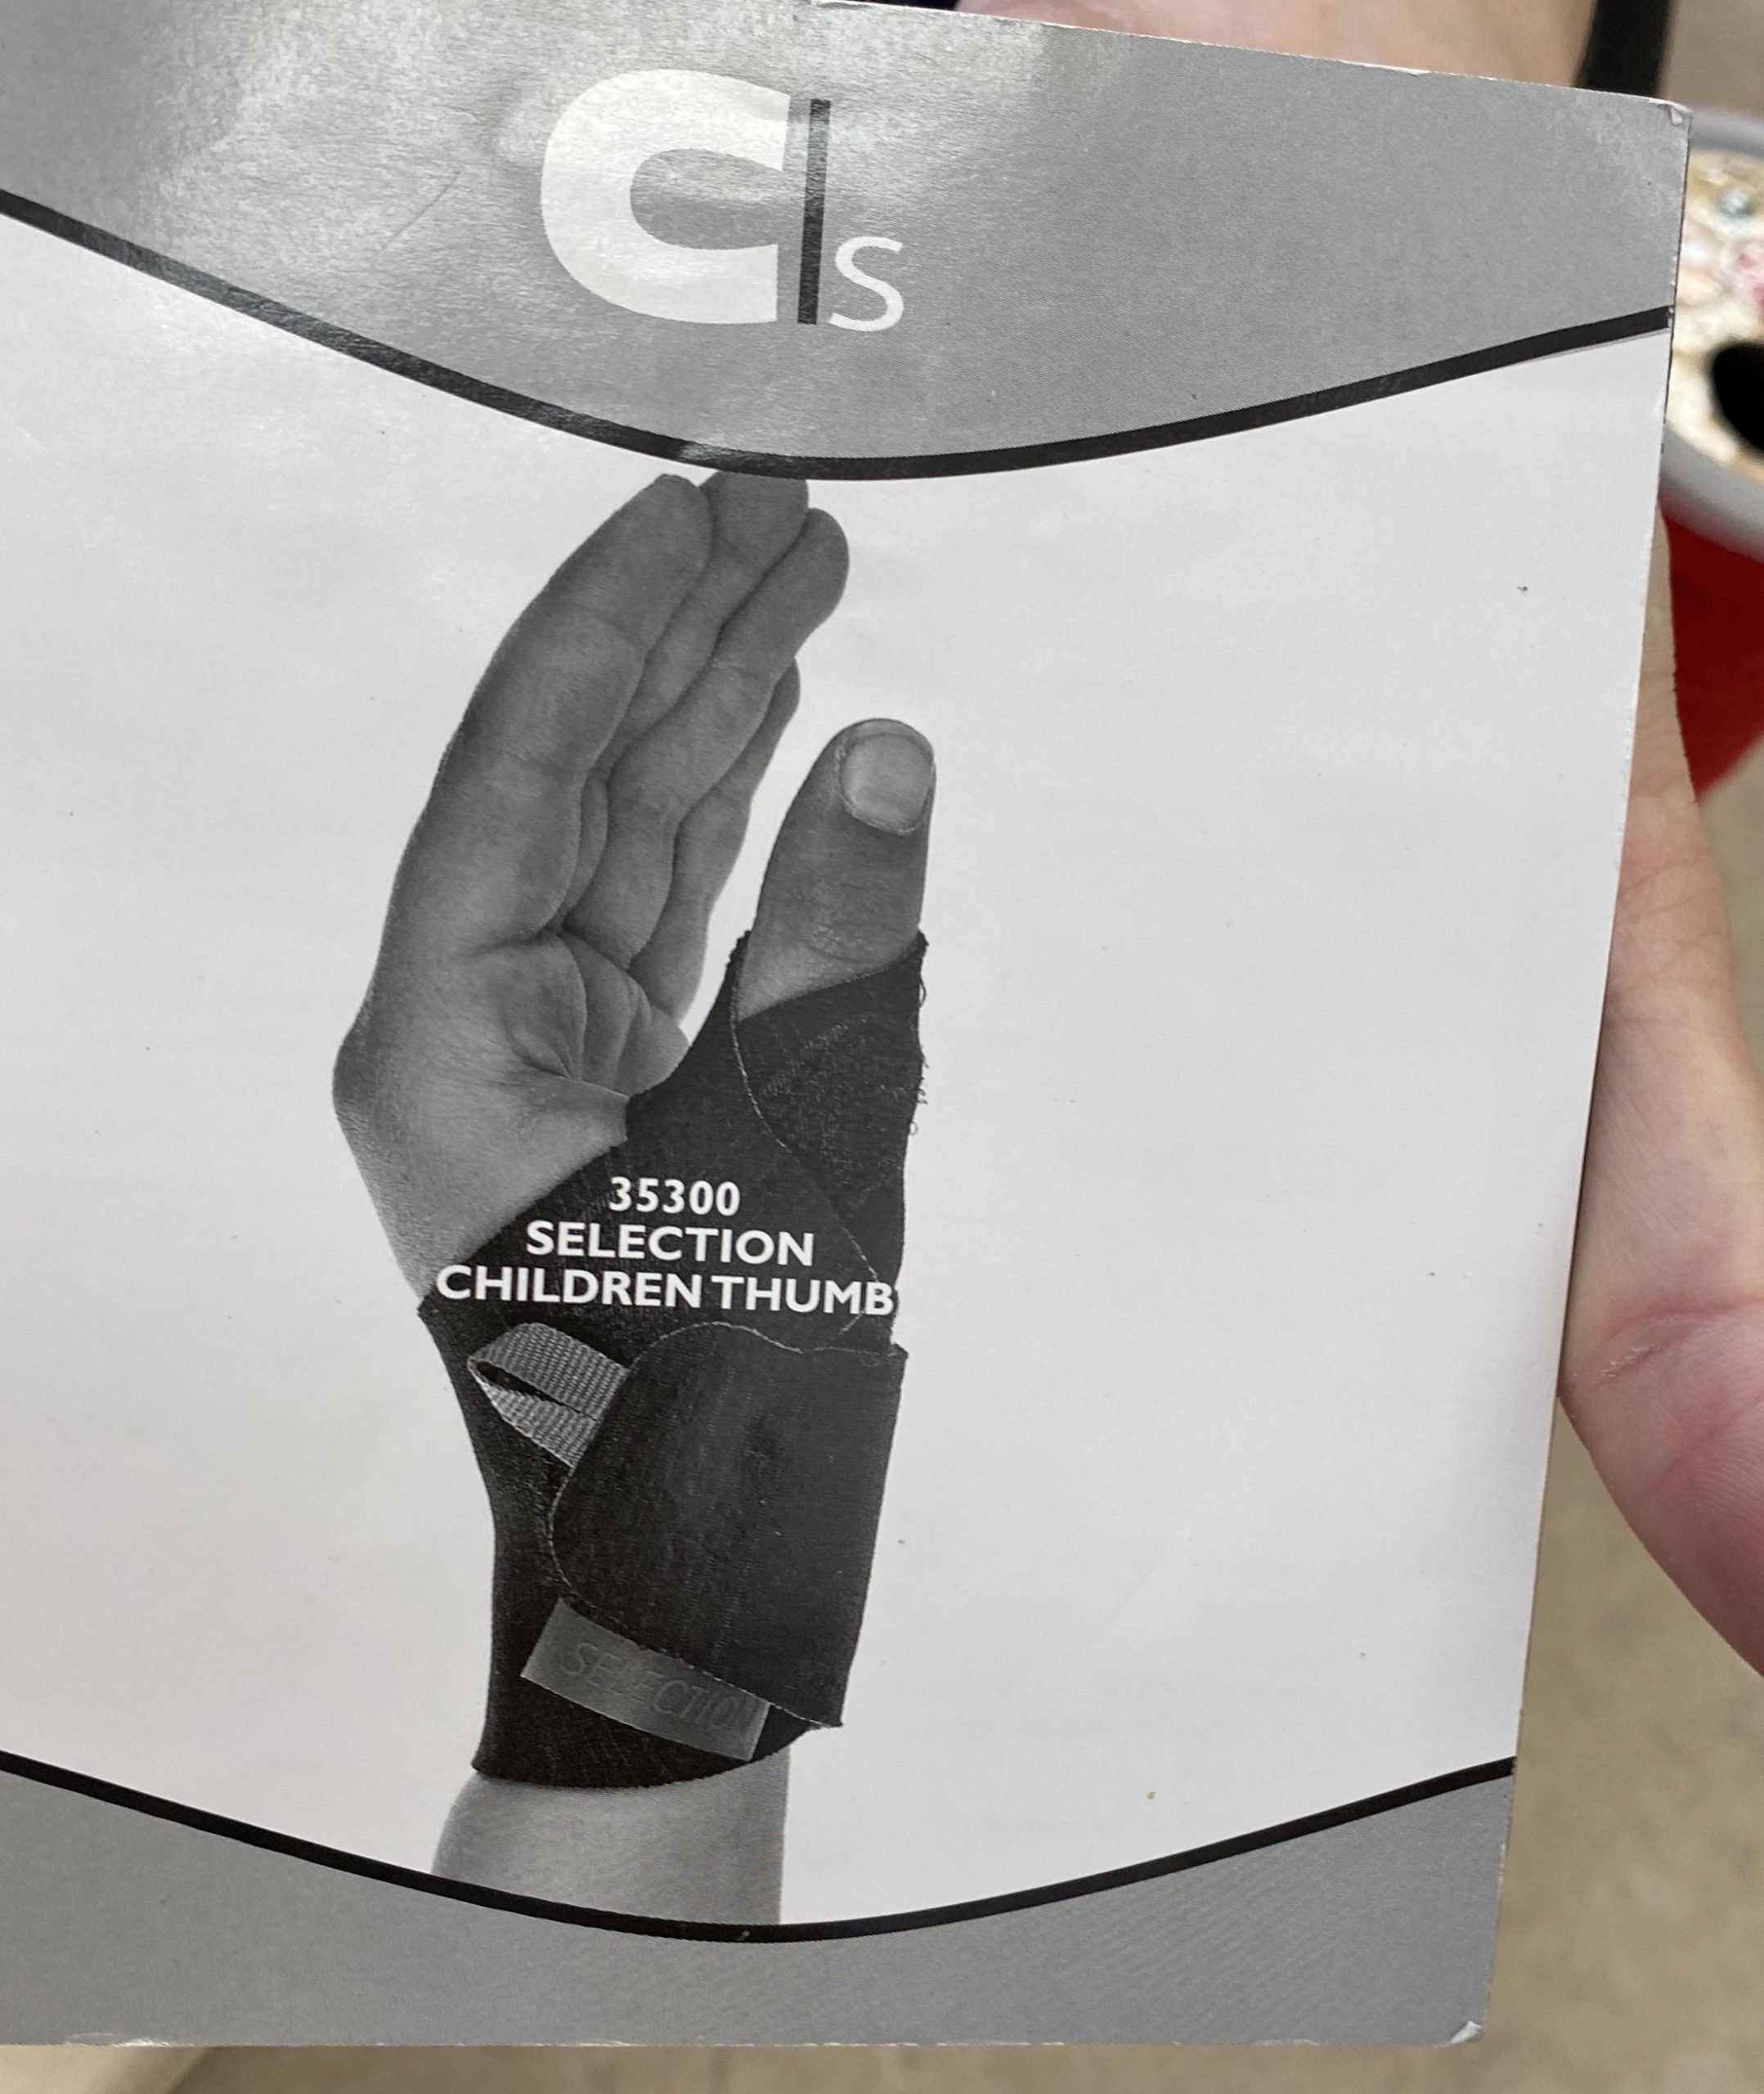 C|S
35300
SELECTION
CHILDREN THUMB
SELECTION